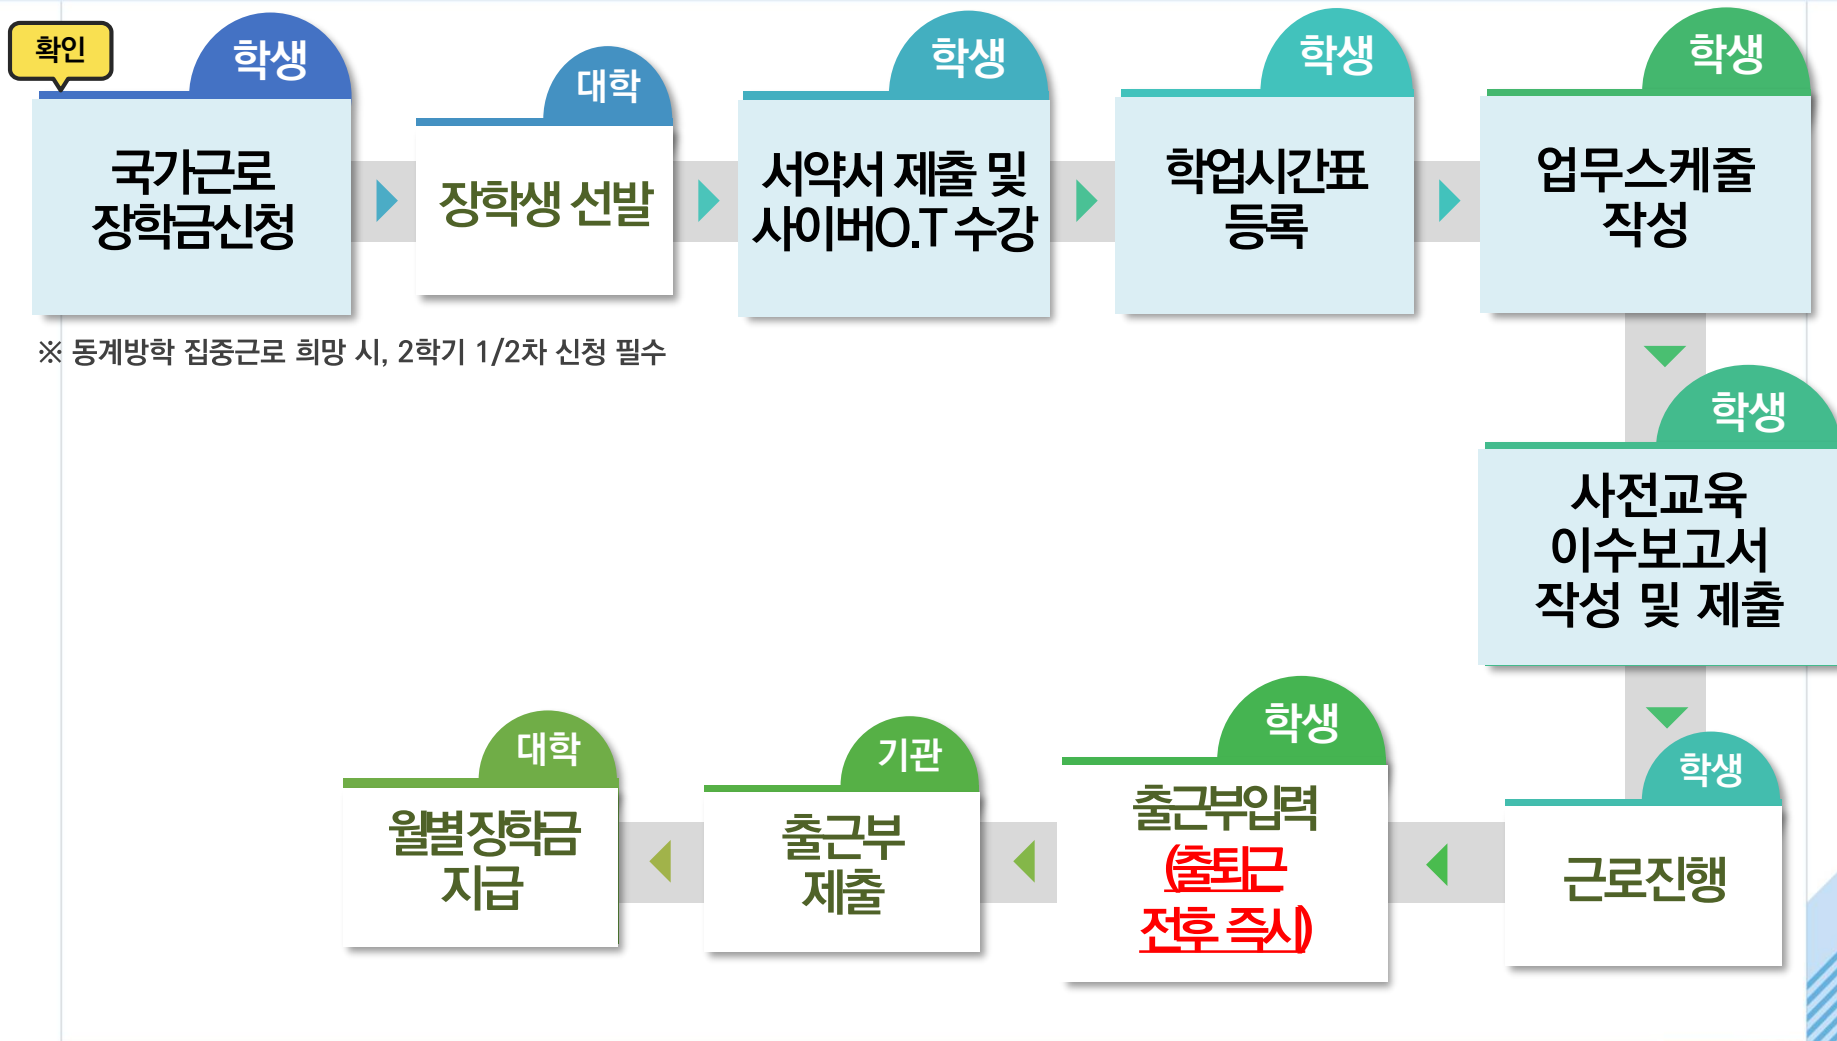 확인
학생
국가근로
장학금신청
대학
장학생 선발
학생
서약서 제출 및
사이버O.T 수강
학생
학업시간표
등록
학생
업무스케줄
작성
※ 동계방학 집중근로 희망 시, 2학기 1/2차 신청 필수
학생
사전교육
이수보고서
작성 및 제출
학생
근로진행
학생
출근부입력
(출퇴근
전후 즉시)
기관
출근부
제출
대학
월별 장학금
지급